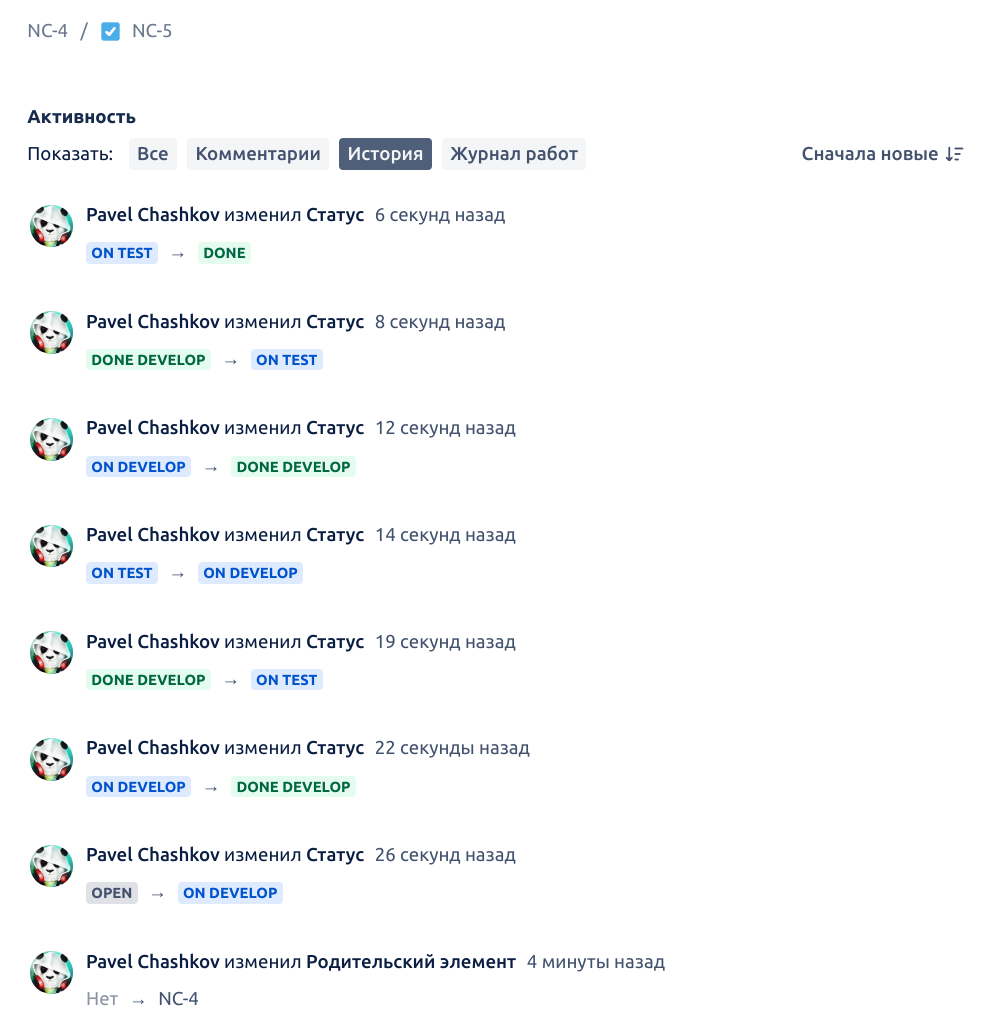 NC-4 / NC-5
Активность
Показать: Все Комментарии История Журнал работ Сначала новые
Pavel Chashkov изменил Статус 6 секунд назад
ON TEST → DONE
Pavel Chashkov изменил Статус 8 секунд назад
DONE DEVELOP → ON TEST
Pavel Chashkov изменил Статус 12 секунд назад
ON DEVELOP → DONE DEVELOP
Pavel Chashkov изменил Статус 14 секунд назад
ON TEST → ON DEVELOP
Pavel Chashkov изменил Статус 19 секунд назад
DONE DEVELOP → ON TEST
Pavel Chashkov изменил Статус 22 секунды назад
ON DEVELOP → DONE DEVELOP
Pavel Chashkov изменил Статус 26 секунд назад
OPEN → ON DEVELOP
Pavel Chashkov изменил Родительский элемент 4 минуты назад
Нет → NC-4